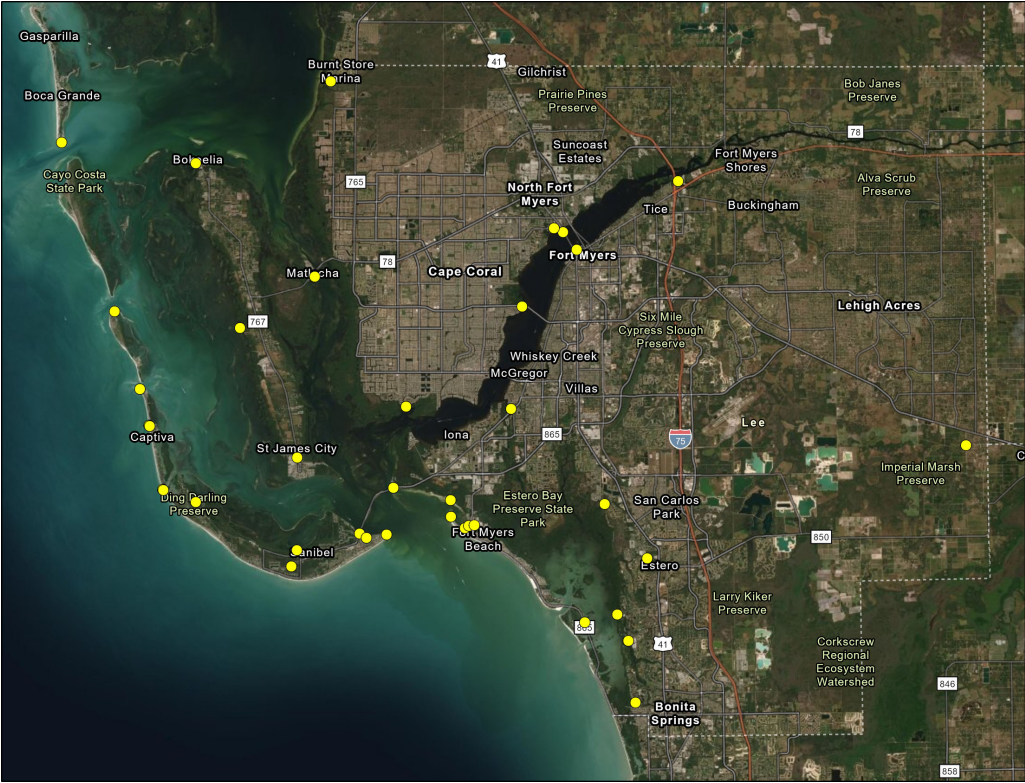 Gasparilla
Burnt Store
Marina
41
Gilchrist
Boca Grande
Prairie Pines
Preserve
Bob Janes
Preserve
78
Suncoast
Estates
Fort Myers
Shores
Bokeelia
Cayo Costa
State Park
765
North Fort
Myers
Alva Scrub
Preserve
Tice
Buckingham
Fort Myers
78
Matlacha
Cape Coral
Lehigh Acres
767
Six Mile
Cypress Slough
Preserve
Whiskey Creek
McGregor
Villas
Lee
Captiva
Iona
865
75
St James City
Imperial Marsh
Preserve
C
Ding Darling
Preserve
Estero Bay
Preserve State
Park
San Carlos
Park
Fort Myers
Beach
850
Sanibel
Estero
Larry Kiker
Preserve
865
41
Corkscrew
Regional
Ecosystem
Watershed
846
Bonita
Springs
858